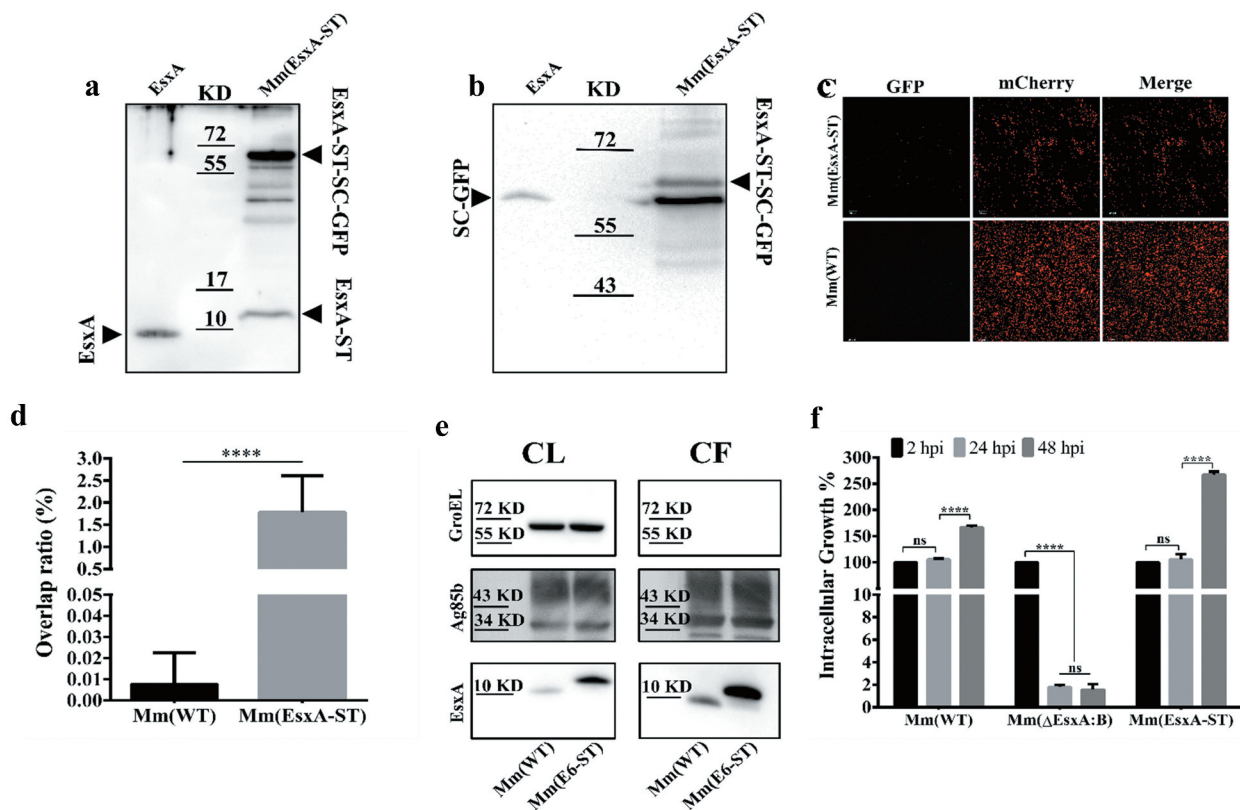 a
EsxA
KD
Mm(EsxA-ST)
72
55
17
10
EsxA
EsxA-ST-SC-GFP
EsxA-ST
b
EsxA
KD
Mm(EsxA-ST)
72
55
43
SC-GFP
EsxA-ST-SC-GFP
c
GFP
mCherry
Merge
Mm(EsxA-ST)
Mm(WT)
d
Overlap ratio (%)
****
3.0
2.5
2.0
1.5
1.0
0.5
0.05
0.04
0.03
0.02
0.01
0.00
Mm(WT)
Mm(EsxA-ST)
e
CL
CF
GroEL
72 KD
55 KD
72 KD
55 KD
Ag85b
43 KD
34 KD
43 KD
34 KD
EsxA
10 KD
10 KD
Mm(WT)
Mm(E6-ST)
Mm(WT)
Mm(E6-ST)
f
2 hpi
24 hpi
48 hpi
Intracellular Growth %
300
250
200
150
100
10
8
6
4
2
0
ns
****
****
ns
ns
****
Mm(WT)
Mm(ΔEsxA:B)
Mm(EsxA-ST)